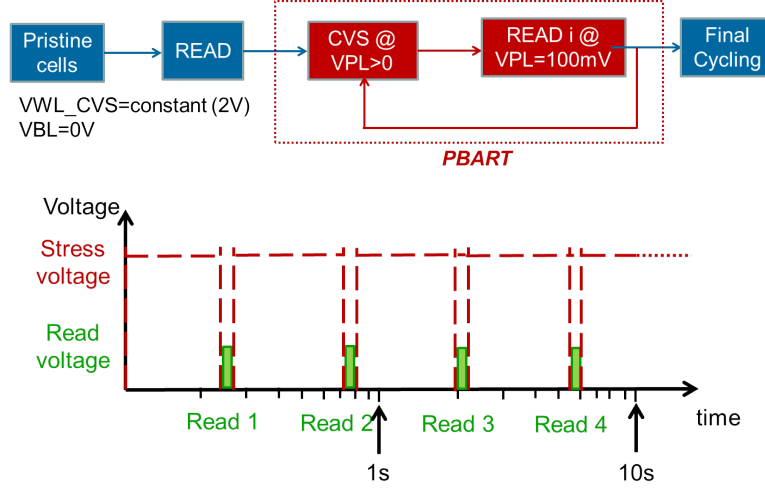 Pristine
cells
READ
CVS @
VPL>0
READ i @
VPL=100mV
Final
Cycling
VWL_CVS=constant (2V)
VBL=0V
PBART
Voltage
Stress
voltage
Read
voltage
Read 1
Read 2
Read 3
Read 4
time
1s
10s